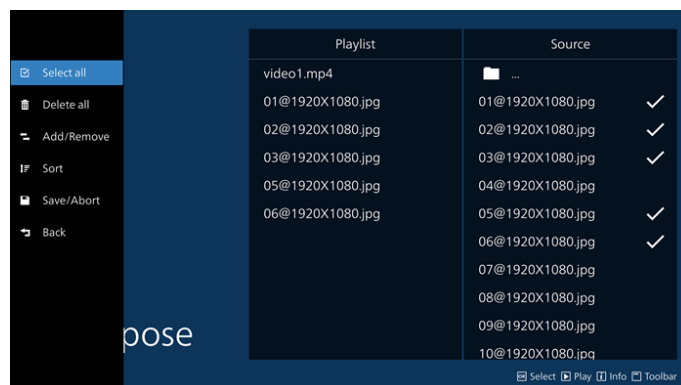 Select all
Delete all
Add/Remove
Sort
Save/Abort
Back
pose
Playlist
video1.mp4
01@1920X1080.jpg
02@1920X1080.jpg
03@1920X1080.jpg
05@1920X1080.jpg
06@1920X1080.jpg
Source
...
01@1920X1080.jpg
02@1920X1080.jpg
03@1920X1080.jpg
04@1920X1080.jpg
05@1920X1080.jpg
06@1920X1080.jpg
07@1920X1080.jpg
08@1920X1080.jpg
09@1920X1080.jpg
10@1920X1080.jpg
OK Select Play i Info Toolbar